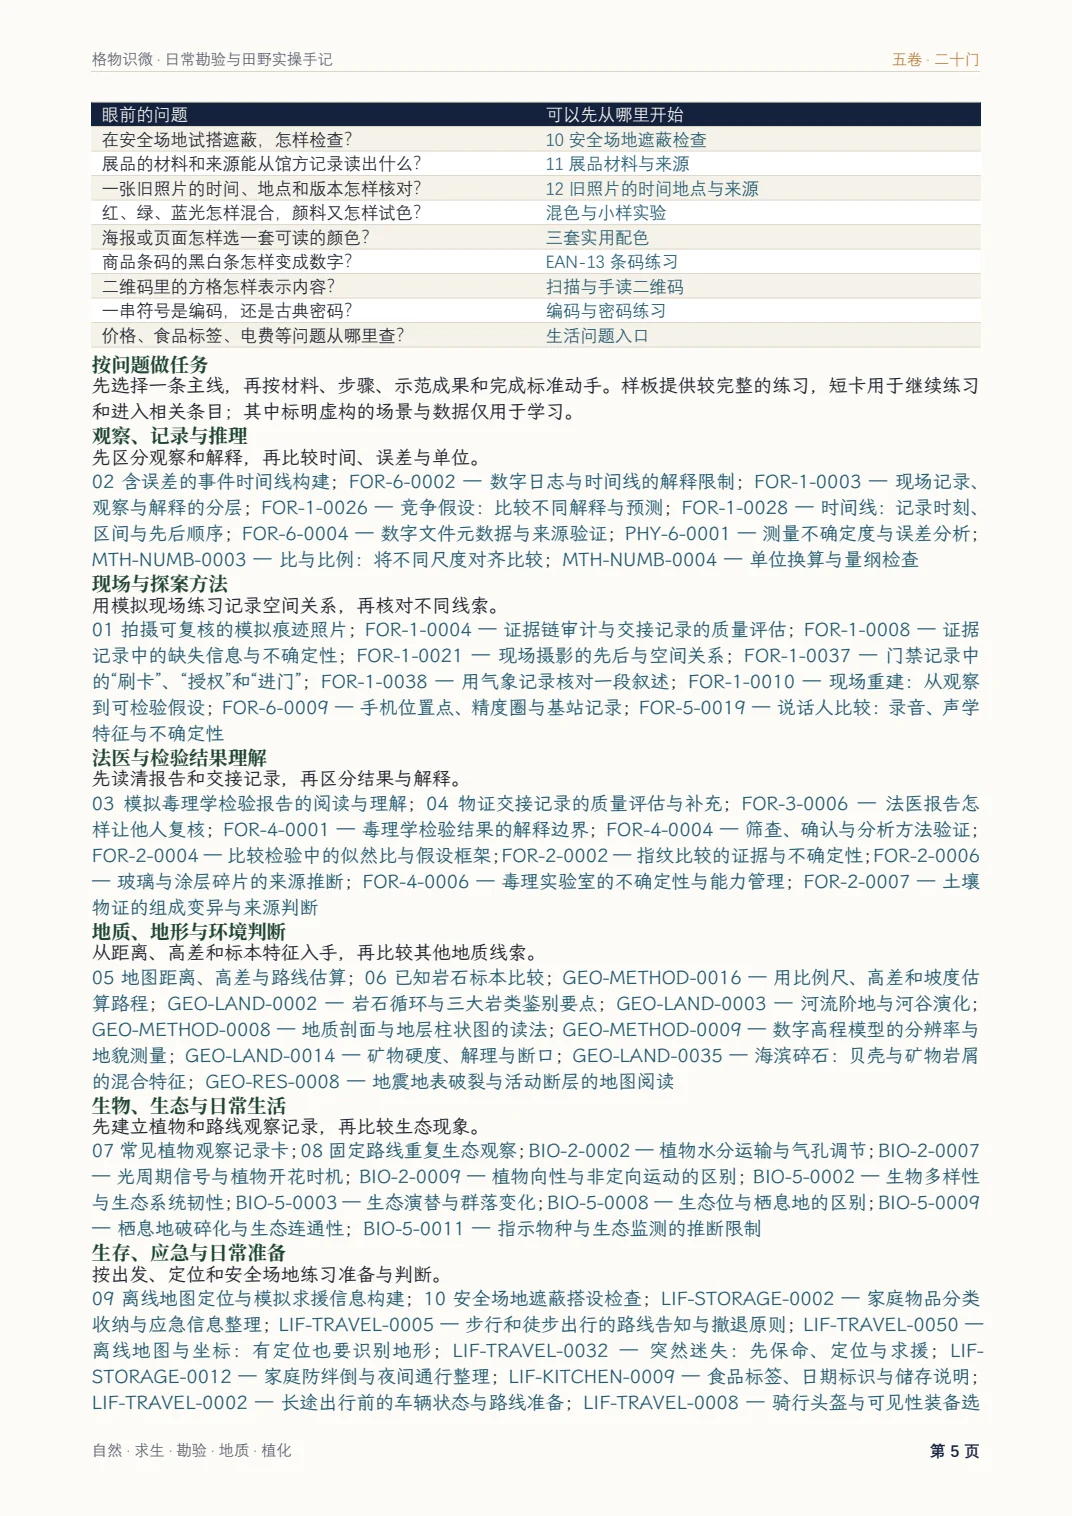 格物识微 · 日常勘验与田野实操手记
五卷 · 二十门
眼前的问题 可以先从哪里开始
在安全场地试搭遮蔽，怎样检查？ 10 安全场地遮蔽检查
展品的材料和来源能从馆方记录读出什么？ 11 展品材料与来源
一张旧照片的时间、地点和版本怎样核对？ 12 旧照片的时间地点与来源
红、绿、蓝光怎样混合，颜料又怎样试色？ 混色与小样实验
海报或页面怎样选一套可读的颜色？ 三套实用配色
商品条码的黑白条怎样变成数字？ EAN-13 条码练习
二维码里的方格怎样表示内容？ 扫描与手读二维码
一串符号是编码，还是古典密码？ 编码与密码练习
价格、食品标签、电费等问题从哪里查？ 生活问题入口
按问题做任务
先选择一条主线，再按材料、步骤、示范成果和完成标准动手。样板提供较完整的练习，短卡用于继续练习
和进入相关条目；其中标明虚构的场景与数据仅用于学习。
观察、记录与推理
先区分观察和解释，再比较时间、误差与单位。
02 含误差的事件时间线构建；FOR-6-0002 — 数字日志与时间线的解释限制；FOR-1-0003 — 现场记录、
观察与解释的分层；FOR-1-0026 — 竞争假设：比较不同解释与预测；FOR-1-0028 — 时间线：记录时刻、
区间与先后顺序；FOR-6-0004 — 数字文件元数据与来源验证；PHY-6-0001 — 测量不确定度与误差分析；
MTH-NUMB-0003 — 比与比例：将不同尺度对齐比较；MTH-NUMB-0004 — 单位换算与量纲检查
现场与探案方法
用模拟现场练习记录空间关系，再核对不同线索。
01 拍摄可复核的模拟痕迹照片；FOR-1-0004 — 证据链审计与交接记录的质量评估；FOR-1-0008 — 证据
记录中的缺失信息与不确定性；FOR-1-0021 — 现场摄影的先后与空间关系；FOR-1-0037 — 门禁记录中
的“刷卡”、“授权”和“进门”；FOR-1-0038 — 用气象记录核对一段叙述；FOR-1-0010 — 现场重建：从观察
到可检验假设；FOR-6-0009 — 手机位置点、精度圈与基站记录；FOR-5-0019 — 说话人比较：录音、声学
特征与不确定性
法医与检验结果理解
先读清报告和交接记录，再区分结果与解释。
03 模拟毒理学检验报告的阅读与理解；04 物证交接记录的质量评估与补充；FOR-3-0006 — 法医报告怎
样让他人复核；FOR-4-0001 — 毒理学检验结果的解释边界；FOR-4-0004 — 筛查、确认与分析方法验证；
FOR-2-0004 — 比较检验中的似然比与假设框架；FOR-2-0002 — 指纹比较的证据与不确定性；FOR-2-0006
— 玻璃与涂层碎片的来源推断；FOR-4-0006 — 毒理实验室的不确定性与能力管理；FOR-2-0007 — 土壤
物证的组成变异与来源判断
地质、地形与环境判断
从距离、高差和标本特征入手，再比较其他地质线索。
05 地图距离、高差与路线估算；06 已知岩石标本比较；GEO-METHOD-0016 — 用比例尺、高差和坡度估
算路程；GEO-LAND-0002 — 岩石循环与三大岩类鉴别要点；GEO-LAND-0003 — 河流阶地与河谷演化；
GEO-METHOD-0008 — 地质剖面与地层柱状图的读法；GEO-METHOD-0009 — 数字高程模型的分辨率与
地貌测量；GEO-LAND-0014 — 矿物硬度、解理与断口；GEO-LAND-0035 — 海滨碎石：贝壳与矿物岩屑
的混合特征；GEO-RES-0008 — 地震地表破裂与活动断层的地图阅读
生物、生态与日常生活
先建立植物和路线观察记录，再比较生态现象。
07 常见植物观察记录卡；08 固定路线重复生态观察；BIO-2-0002 — 植物水分运输与气孔调节；BIO-2-0007
— 光周期信号与植物开花时机；BIO-2-0009 — 植物向性与非定向运动的区别；BIO-5-0002 — 生物多样性
与生态系统韧性；BIO-5-0003 — 生态演替与群落变化；BIO-5-0008 — 生态位与栖息地的区别；BIO-5-0009
— 栖息地破碎化与生态连通性；BIO-5-0011 — 指示物种与生态监测的推断限制
生存、应急与日常准备
按出发、定位和安全场地练习准备与判断。
09 离线地图定位与模拟求援信息构建；10 安全场地遮蔽搭设检查；LIF-STORAGE-0002 — 家庭物品分类
收纳与应急信息整理；LIF-TRAVEL-0005 — 步行和徒步出行的路线告知与撤退原则；LIF-TRAVEL-0050 —
离线地图与坐标：有定位也要识别地形；LIF-TRAVEL-0032 — 突然迷失：先保命、定位与求援；LIF-
STORAGE-0012 — 家庭防绊倒与夜间通行整理；LIF-KITCHEN-0009 — 食品标签、日期标识与储存说明；
LIF-TRAVEL-0002 — 长途出行前的车辆状态与路线准备；LIF-TRAVEL-0008 — 骑行头盔与可见性装备选
自然 · 求生 · 勘验 · 地质 · 植化
第 5 页